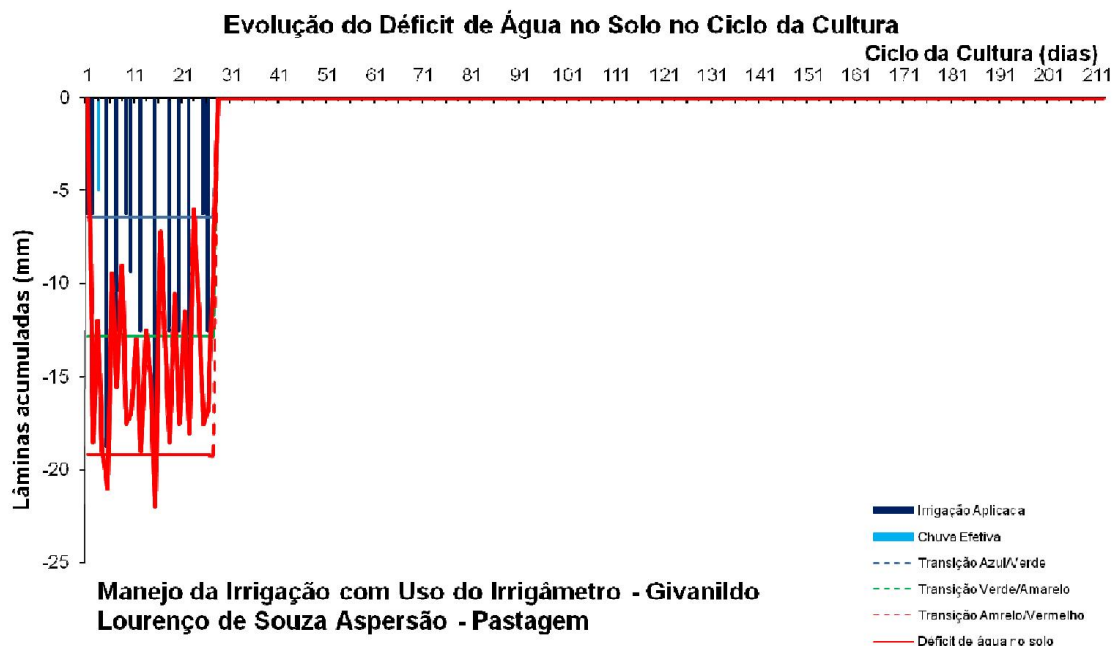 Evolução do Déficit de Água no Solo no Ciclo da Cultura
Ciclo da Cultura (dias)
1 11 21 31 41 51 61 71 81 91 101 111 121 131 141 151 161 171 181 191 201 211
0
-5
-10
-15
-20
-25
Lâminas acumuladas (mm)
Irrigação Aplicaca
Chuva Efetiva
Transição Azul/Verde
Transição Verde/Amarelo
Transição Amrelo/Vermelho
Déficit de água no solo
Manejo da Irrigação com Uso do Irrigâmetro - Givanildo
Lourenço de Souza Aspersão - Pastagem